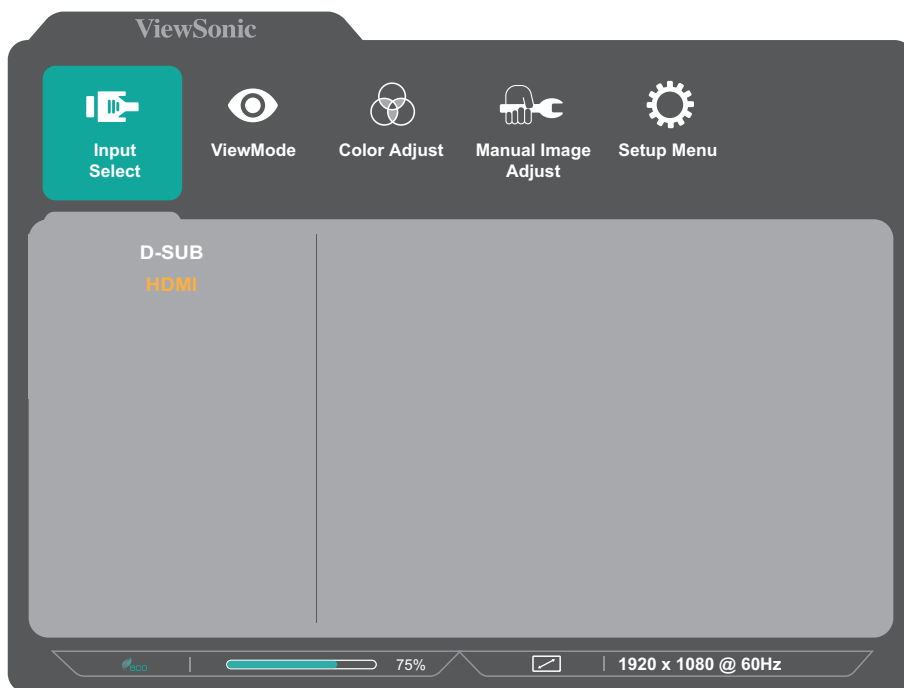 ViewSonic
Input
Select
ViewMode
Color Adjust
Manual Image
Adjust
Setup Menu
D-SUB
HDMI
eco
75%
1920 x 1080 @ 60Hz